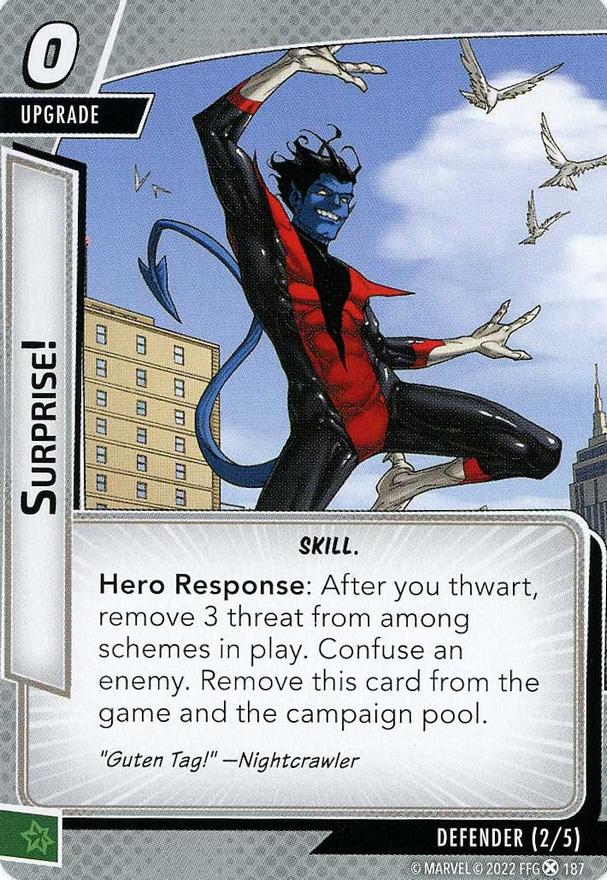 0
UPGRADE
SURPRISE!
SKILL.
Hero Response: After you thwart,
remove 3 threat from among
schemes in play. Confuse an
enemy. Remove this card from the
game and the campaign pool.
"Guten Tag!" —Nightcrawler
DEFENDER (2/5)
© MARVEL © 2022 FFG 187